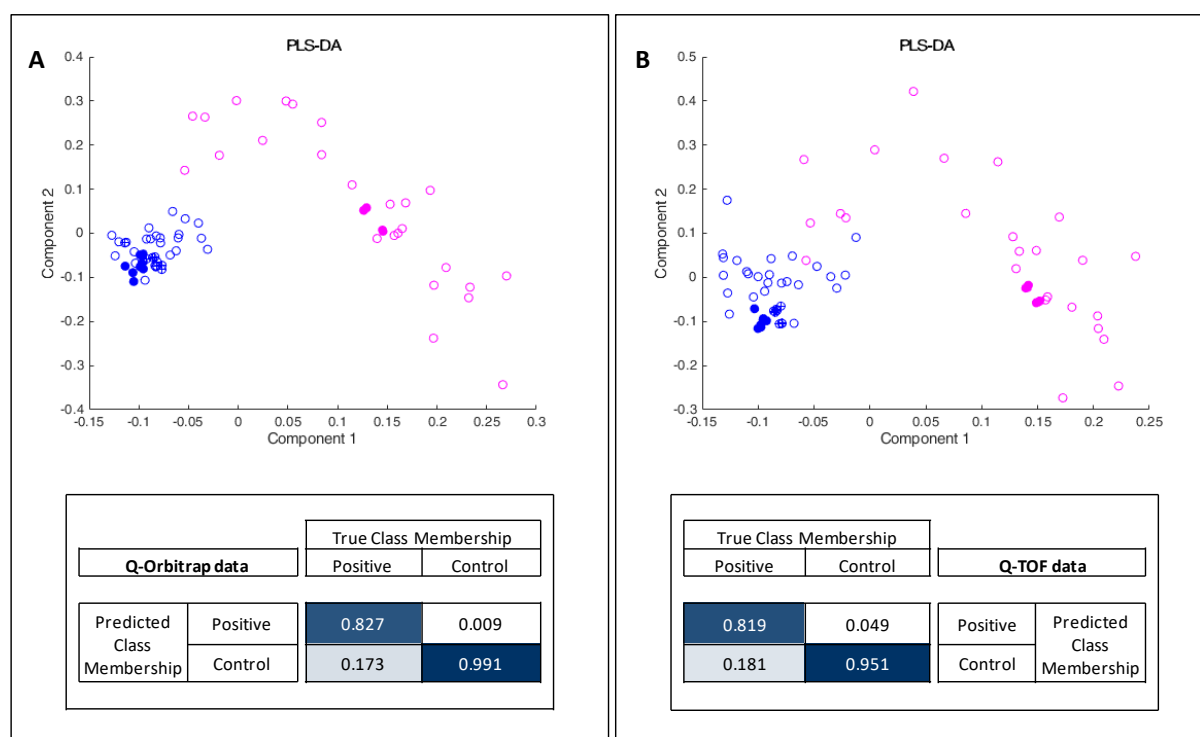 A
PLS-DA
Component 2
0.4
0.3
0.2
0.1
0
-0.1
-0.2
-0.3
-0.4
-0.15 -0.1 -0.05 0 0.05 0.1 0.15 0.2 0.25 0.3
Component 1
Q-Orbitrap data
True Class Membership
Positive Control
Predicted Class Membership
Positive 0.827 0.009
Control 0.173 0.991
B
PLS-DA
Component 2
0.5
0.4
0.3
0.2
0.1
0
-0.1
-0.2
-0.3
-0.15 -0.1 -0.05 0 0.05 0.1 0.15 0.2 0.25
Component 1
True Class Membership
Positive Control
Q-TOF data
0.819 0.049 Positive
0.181 0.951 Control
Predicted
Class
Membership